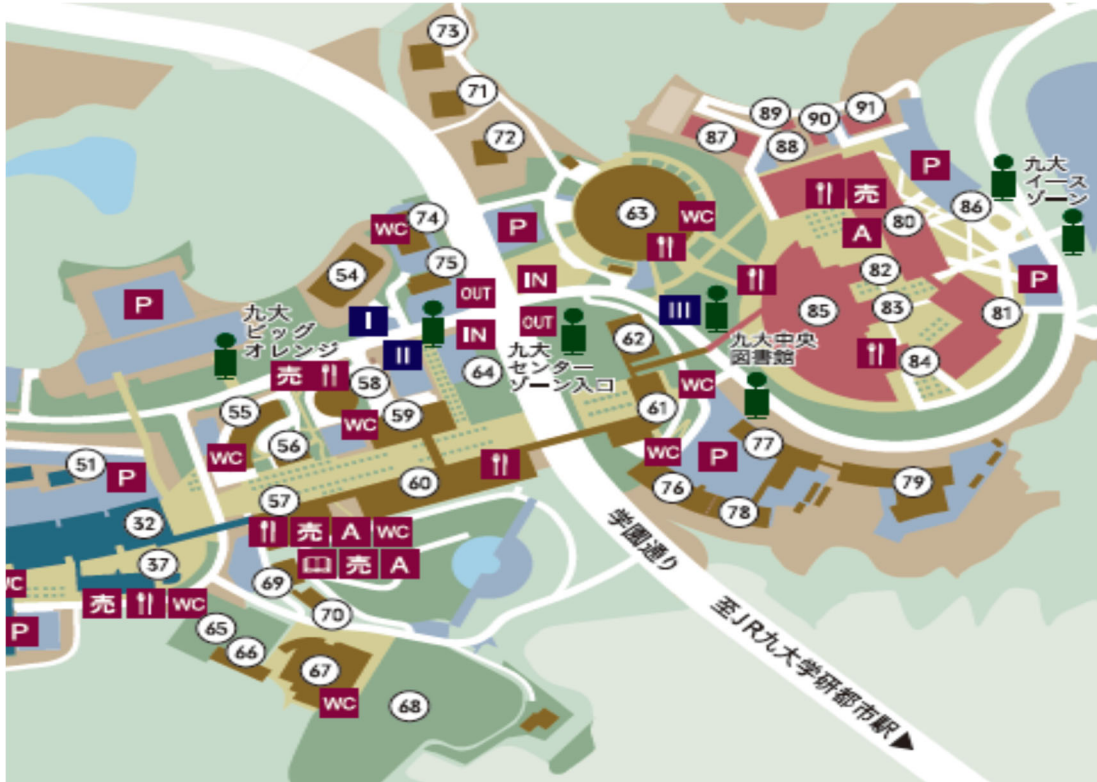 73
71
72
89
90
91
87
88
P
74
WC
63
WC
売
80
86
九大
イースト
ゾーン
A
P
75
54
P
OUT
IN
82
P
I
III
83
85
81
九大
ビッグ
オレンジ
II
IN
OUT
62
九大中央
図書館
84
64
九大
センター
ゾーン入口
売
58
WC
55
59
WC
61
56
WC
WC
77
51
P
P
60
76
79
57
78
32
売
A
WC
37
売
A
69
WC
売
WC
70
学園通り
65
P
66
67
至JR九大学研都市駅
WC
68